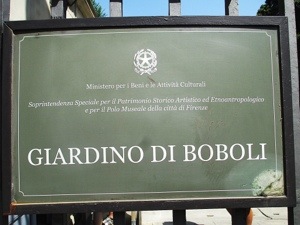 Ministero per i Beni e le Attività Culturali
Soprintendenza Speciale per il Patrimonio Storico Artistico ed Etnoantropologico
e per il Polo Museale della città di Firenze
GIARDINO DI BOBOLI